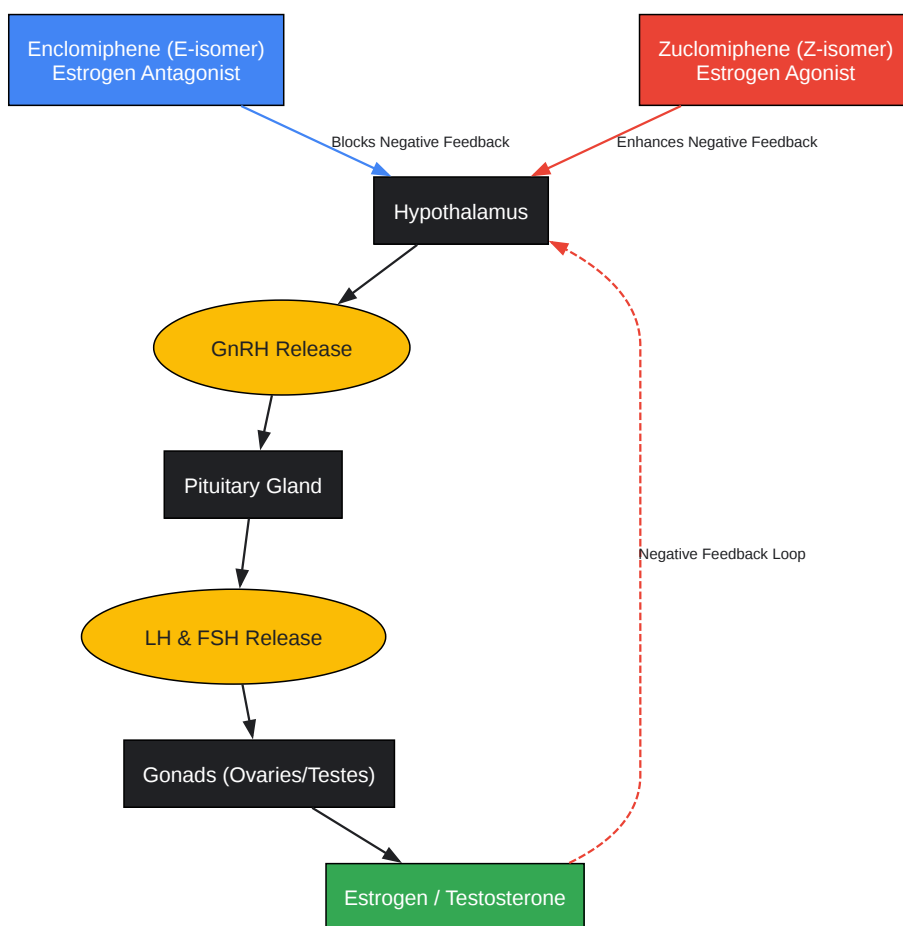 Enclomiphene (E-isomer)
Estrogen Antagonist
Zuclomiphene (Z-isomer)
Estrogen Agonist
Blocks Negative Feedback
Enhances Negative Feedback
Hypothalamus
GnRH Release
Pituitary Gland
Negative Feedback Loop
LH & FSH Release
Gonads (Ovaries/Testes)
Estrogen / Testosterone